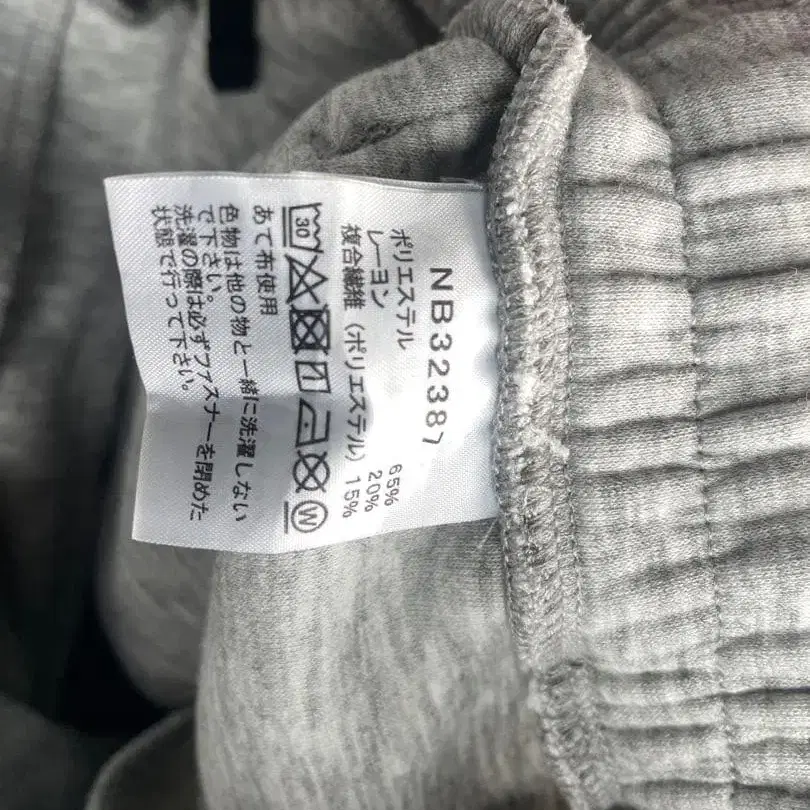 NB32387
ポリエステル 65%
レーヨン 20%
複合繊維(ポリエステル) 15%
30
W
あて布使用
色物は他の物と一緒に洗濯しない
で下さい。
洗濯の際は必ずファスナーを閉めた
状態で行って下さい。